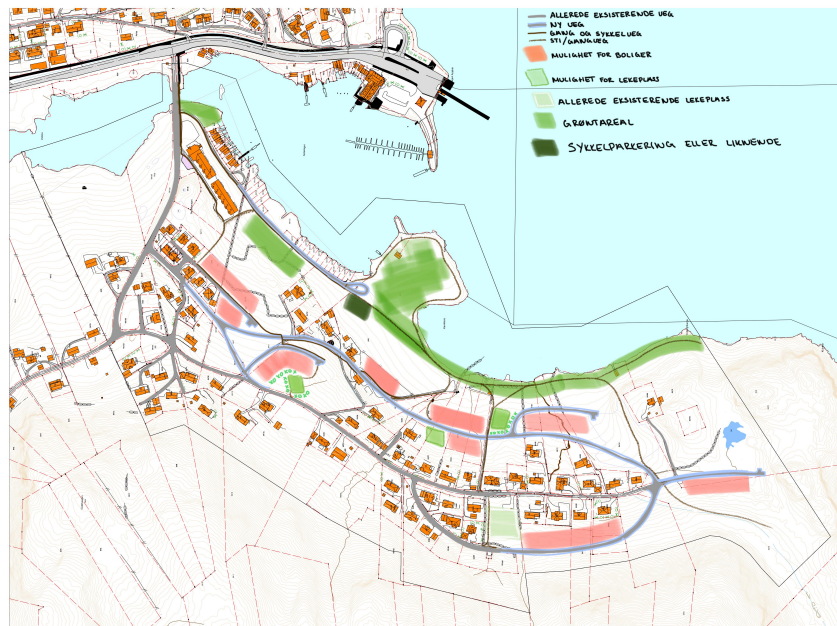 ALLEREDE EKSISTERENDE VEG
NY VEG
GANG OG SYKKELVEG
STI/GANGVEG
MULIGHET FOR BOLIGER
MULIGHET FOR LEKEPLASS
ALLEREDE EKSISTERENDE LEKEPLASS
GRØNTAREAL
SYKKELPARKERING ELLER LIKNENDE